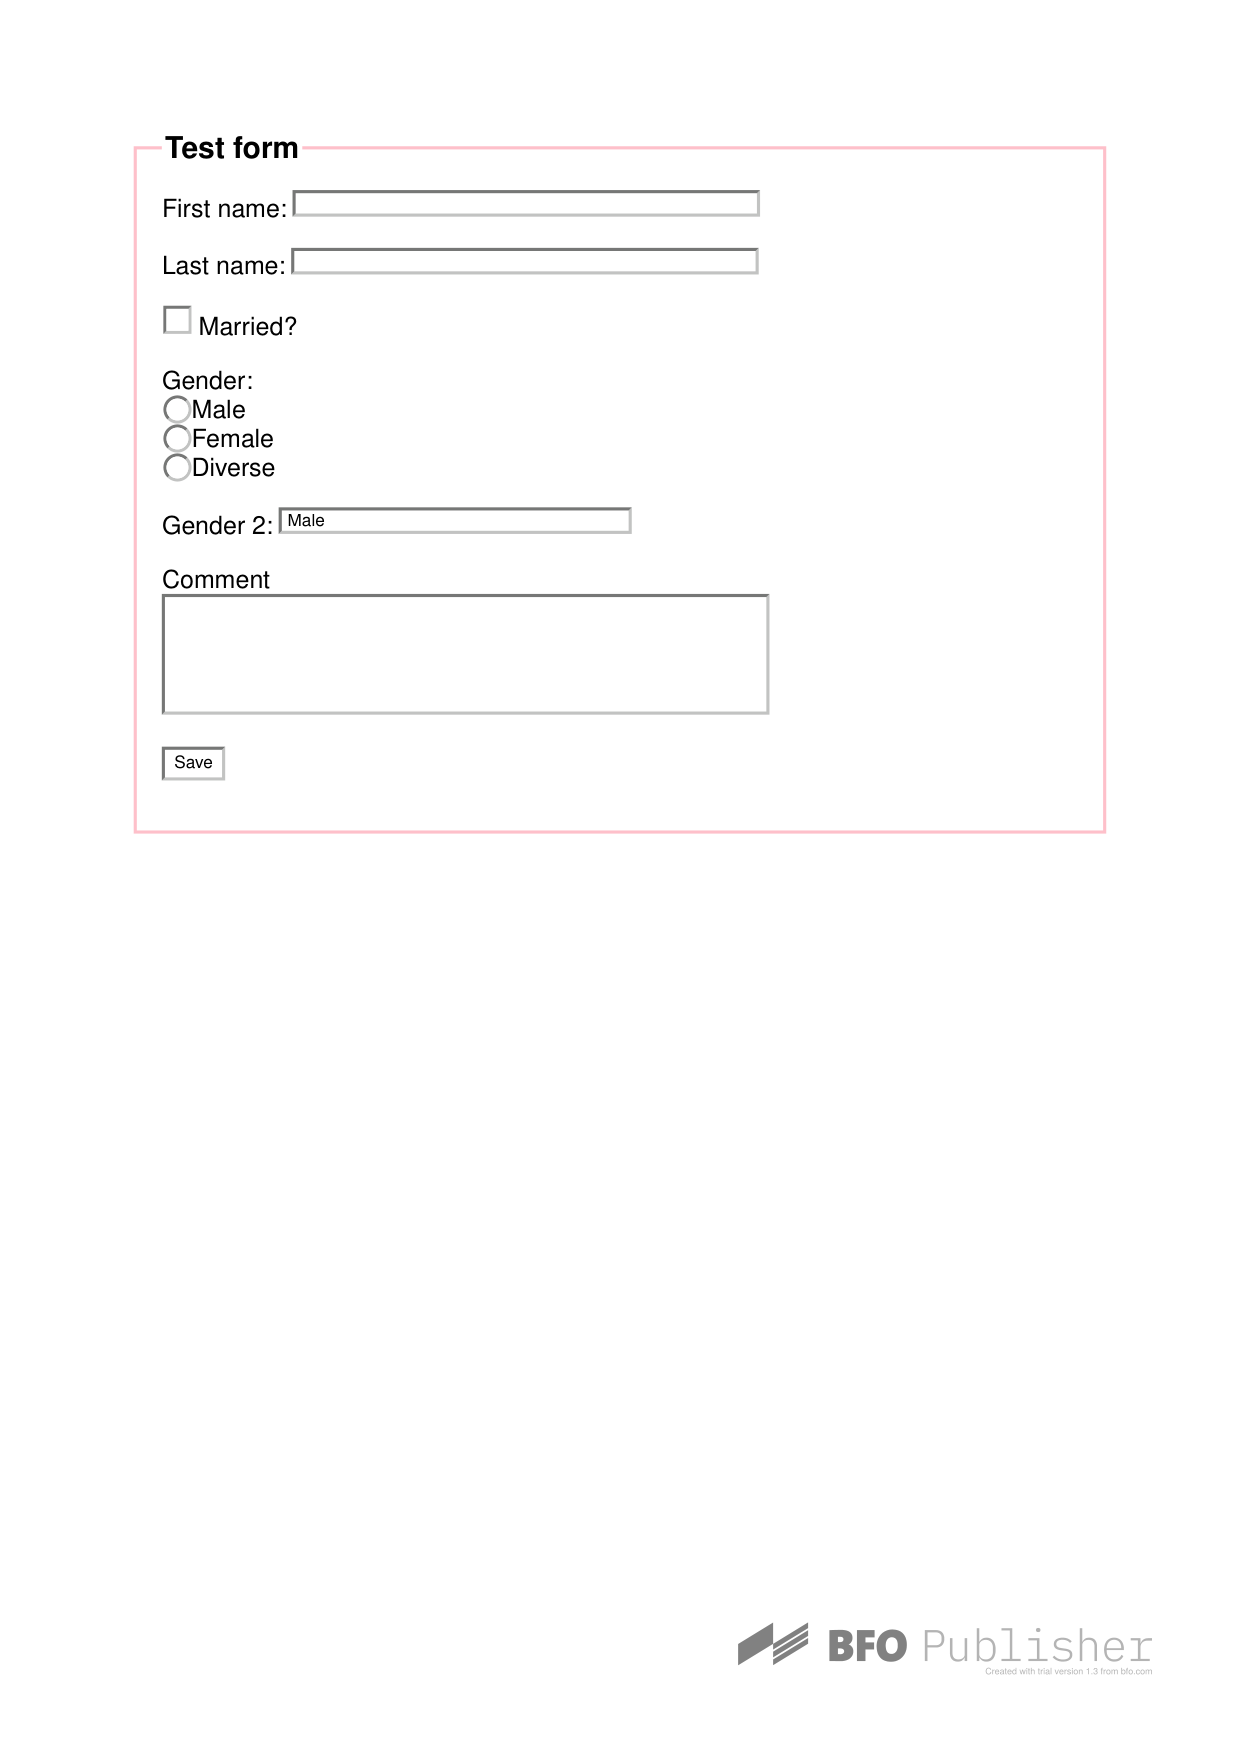 Test form
First name:
Last name:
Married?
Gender:
Male
Female
Diverse
Gender 2: Male
Comment
Save
BFO Publisher
Created with trial version 1.3 from bfo.com